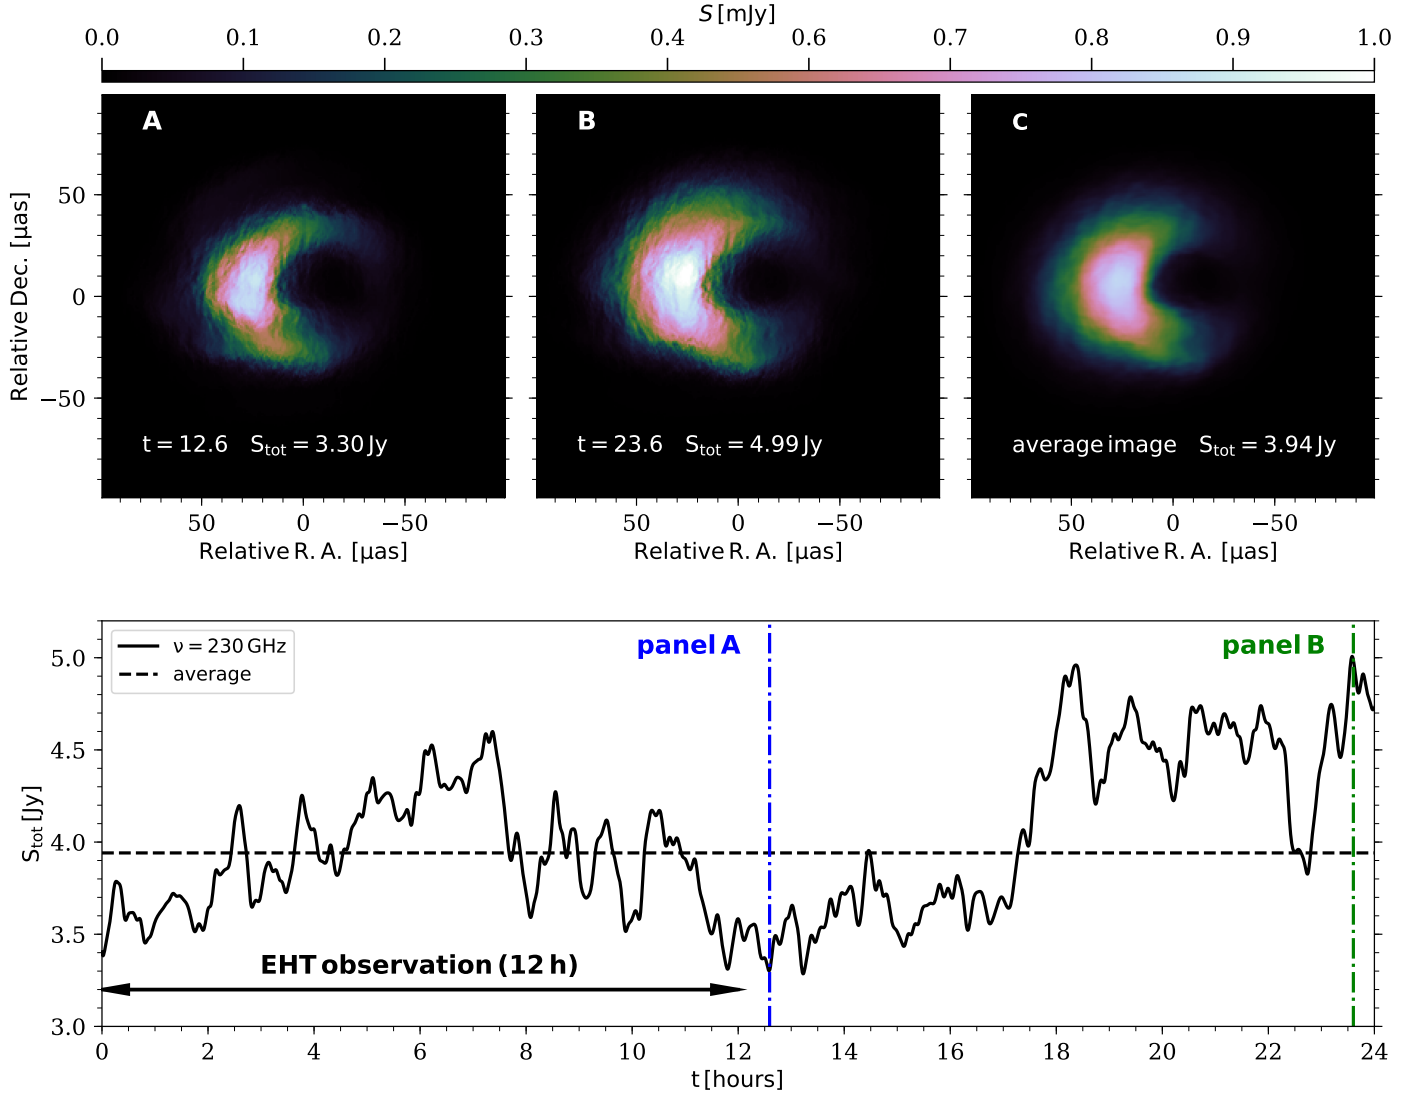 S [mJy]
0.0 0.1 0.2 0.3 0.4 0.5 0.6 0.7 0.8 0.9 1.0
A B C
50
0
−50
Relative Dec. [µas]
t = 12.6 S_tot = 3.30 Jy t = 23.6 S_tot = 4.99 Jy average image S_tot = 3.94 Jy
50 0 −50 50 0 −50 50 0 −50
Relative R. A. [µas] Relative R. A. [µas] Relative R. A. [µas]
ν = 230 GHz
average
panel A panel B
5.0
4.5
4.0
3.5
3.0
S_tot [Jy]
EHT observation (12 h)
0 2 4 6 8 10 12 14 16 18 20 22 24
t [hours]